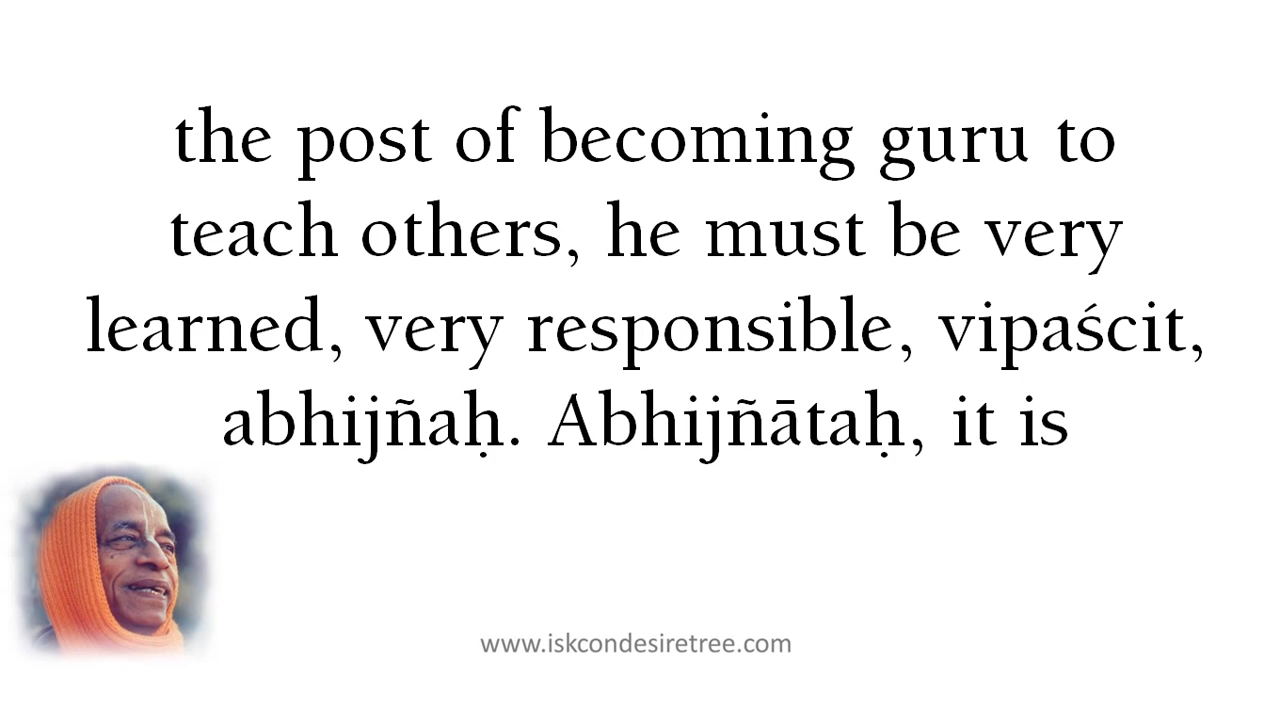 the post of becoming guru to
teach others, he must be very
learned, very responsible, vipaścit,
abhijñaḥ. Abhijñātaḥ, it is
www.iskcondesiretree.com